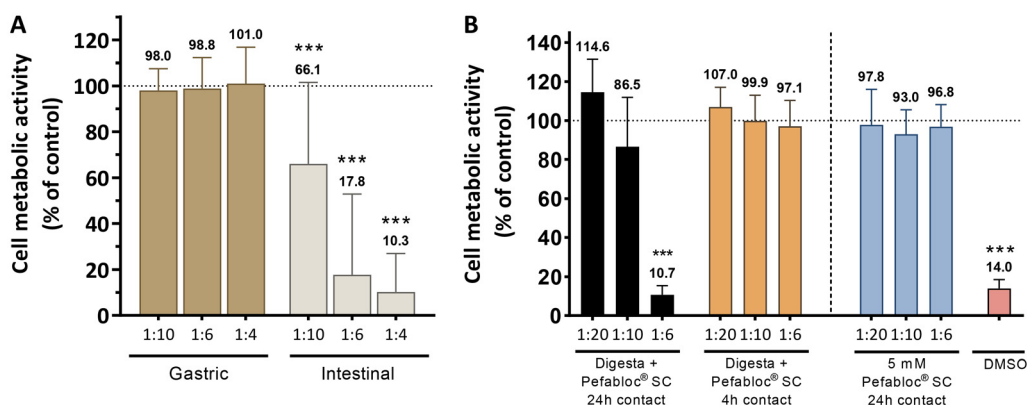 A
Cell metabolic activity
(% of control)
120
100
80
60
40
20
0
98.0
98.8
101.0
***
66.1
***
17.8
***
10.3
1:10 1:6 1:4
1:10 1:6 1:4
Gastric
Intestinal
B
Cell metabolic activity
(% of control)
140
120
100
80
60
40
20
0
114.6
86.5
***
10.7
107.0
99.9
97.1
97.8
93.0
96.8
***
14.0
1:20 1:10 1:6
1:20 1:10 1:6
1:20 1:10 1:6
Digesta +
Pefabloc® SC
24h contact
Digesta +
Pefabloc® SC
4h contact
5 mM
Pefabloc® SC
24h contact
DMSO